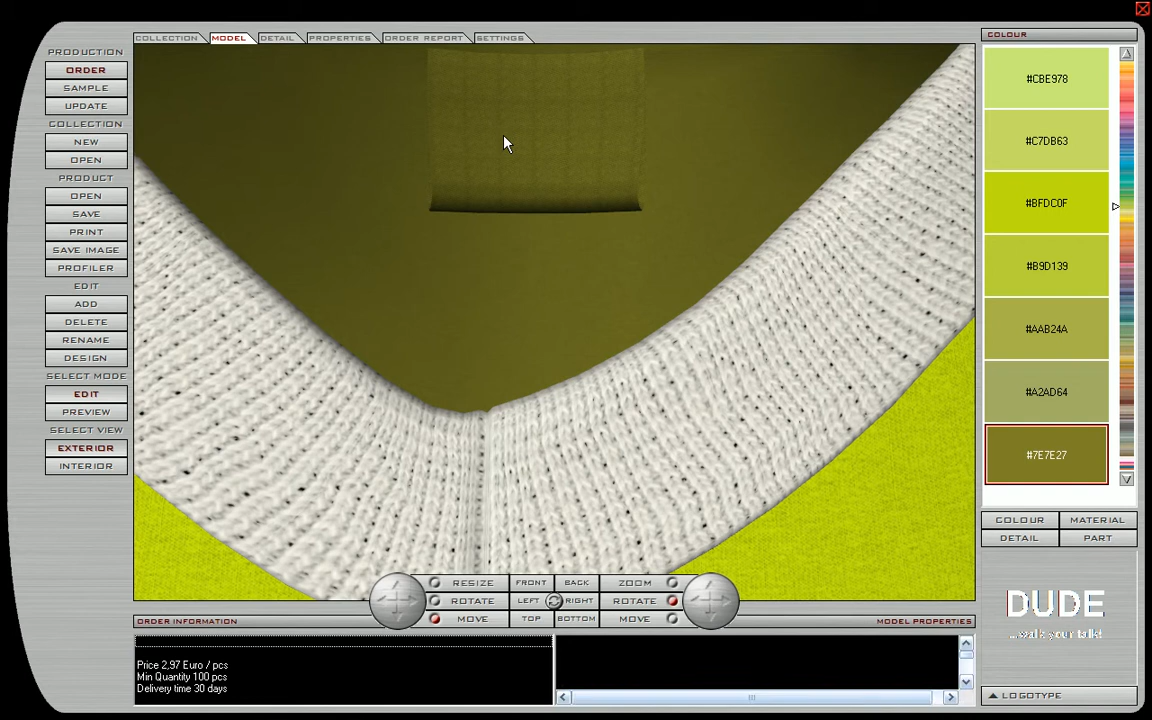 COLLECTION MODEL DETAIL PROPERTIES ORDER REPORT SETTINGS
PRODUCTION
ORDER
SAMPLE
UPDATE
COLLECTION
NEW
OPEN
PRODUCT
OPEN
SAVE
PRINT
SAVE IMAGE
PROFILER
EDIT
ADD
DELETE
RENAME
DESIGN
SELECT MODE
EDIT
PREVIEW
SELECT VIEW
EXTERIOR
INTERIOR
RESIZE FRONT BACK ZOOM
ROTATE LEFT RIGHT ROTATE
MOVE TOP BOTTOM MOVE
ORDER INFORMATION MODEL PROPERTIES
Price 2,97 Euro / pcs
Min Quantity 100 pcs
Delivery time 30 days
COLOUR
#CBE978
#C7DB63
#BFDC0F
#B9D139
#AAB24A
#A2AD64
#7E7E27
COLOUR MATERIAL
DETAIL PART
DUDE
...walk your talk!
LOGOTYPE